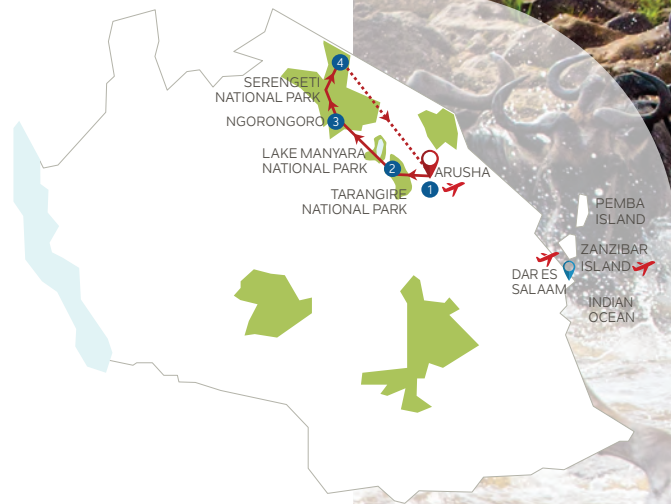 4
SERENGETI
NATIONAL PARK
NGORONGORO
3
LAKE MANYARA
NATIONAL PARK
2
ARUSHA
1
TARANGIRE
NATIONAL PARK
PEMBA
ISLAND
ZANZIBAR
ISLAND
DAR ES
SALAAM
INDIAN
OCEAN